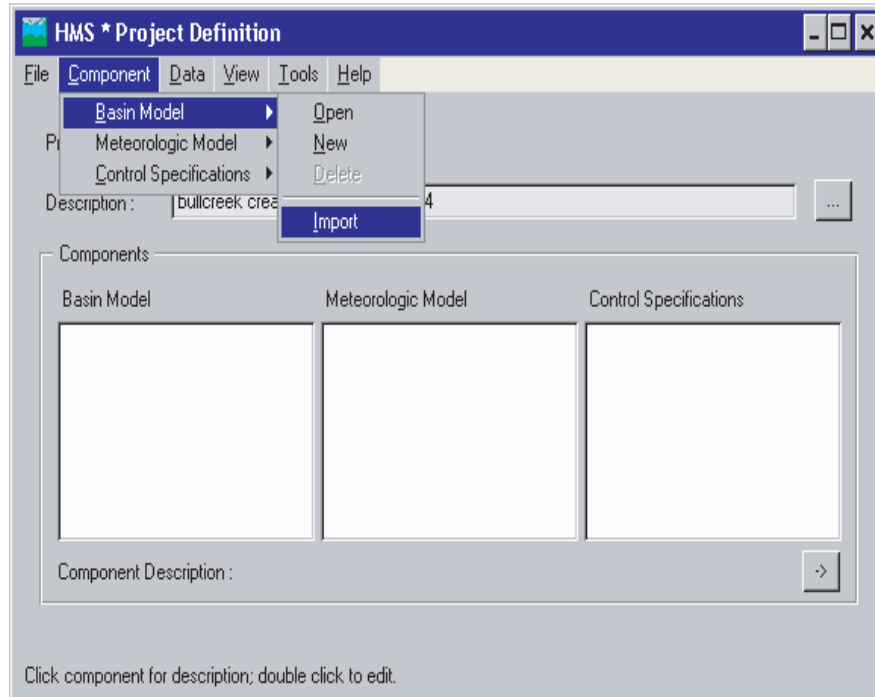 HMS * Project Definition
File Component Data View Tools Help
Basin Model Open
Meteorologic Model New
Control Specifications Delete
Description : bullcreek crea 4 ...
Import
Components
Basin Model Meteorologic Model Control Specifications
Component Description : ->
Click component for description; double click to edit.